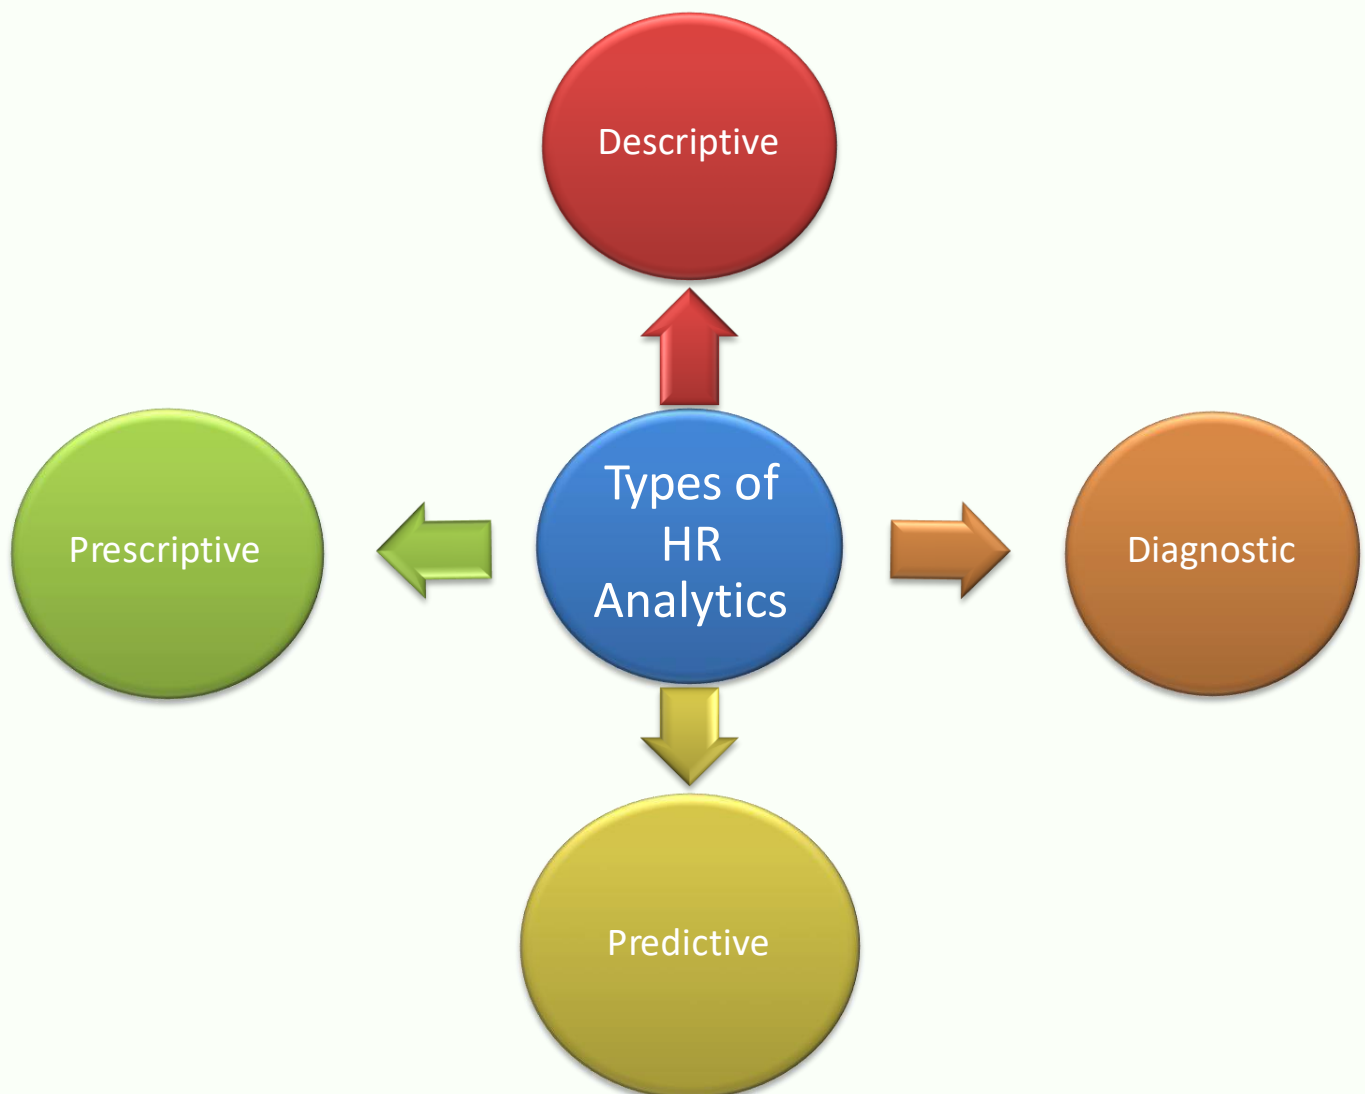 Descriptive
Prescriptive
Types of
HR
Analytics
Diagnostic
Predictive